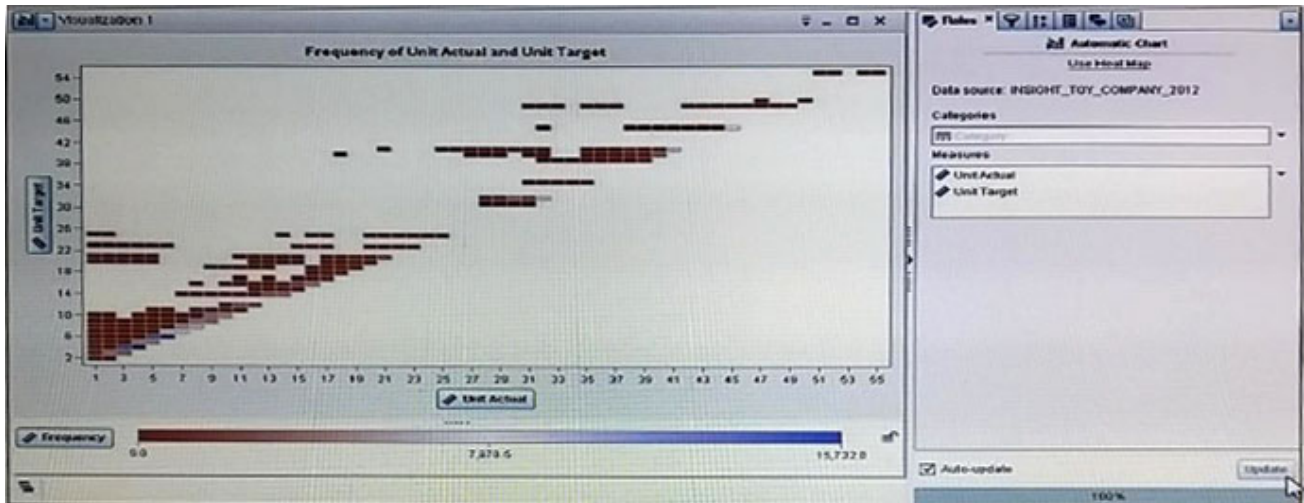 Visualization 1
Frequency of Unit Actual and Unit Target
54
50
46
42
38
34
30
26
22
18
14
10
6
2
Unit Target
1 3 5 7 9 11 13 15 17 19 21 23 25 27 29 31 33 35 37 39 41 43 45 47 49 51 53 55
Unit Actual
Frequency
0.0
15,732.0
Roles
Automatic Chart
Use Heat Map
Data source: INSIGHT_TOY_COMPANY_2012
Categories
Category
Measures
Unit Actual
Unit Target
Auto-update
Update
100%